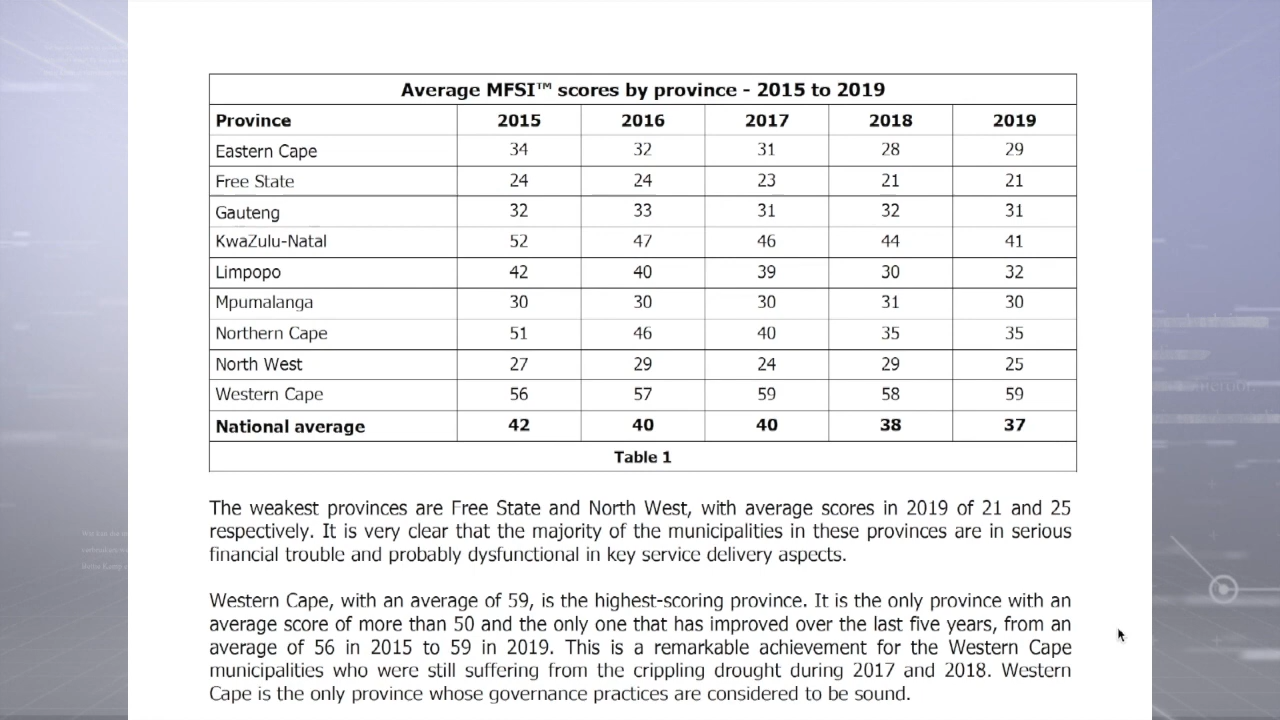 Average MFSI™ scores by province - 2015 to 2019
Province 2015 2016 2017 2018 2019
Eastern Cape 34 32 31 28 29
Free State 24 24 23 21 21
Gauteng 32 33 31 32 31
KwaZulu-Natal 52 47 46 44 41
Limpopo 42 40 39 30 32
Mpumalanga 30 30 30 31 30
Northern Cape 51 46 40 35 35
North West 27 29 24 29 25
Western Cape 56 57 59 58 59
National average 42 40 40 38 37
Table 1
The weakest provinces are Free State and North West, with average scores in 2019 of 21 and 25
respectively. It is very clear that the majority of the municipalities in these provinces are in serious
financial trouble and probably dysfunctional in key service delivery aspects.
Western Cape, with an average of 59, is the highest-scoring province. It is the only province with an
average score of more than 50 and the only one that has improved over the last five years, from an
average of 56 in 2015 to 59 in 2019. This is a remarkable achievement for the Western Cape
municipalities who were still suffering from the crippling drought during 2017 and 2018. Western
Cape is the only province whose governance practices are considered to be sound.